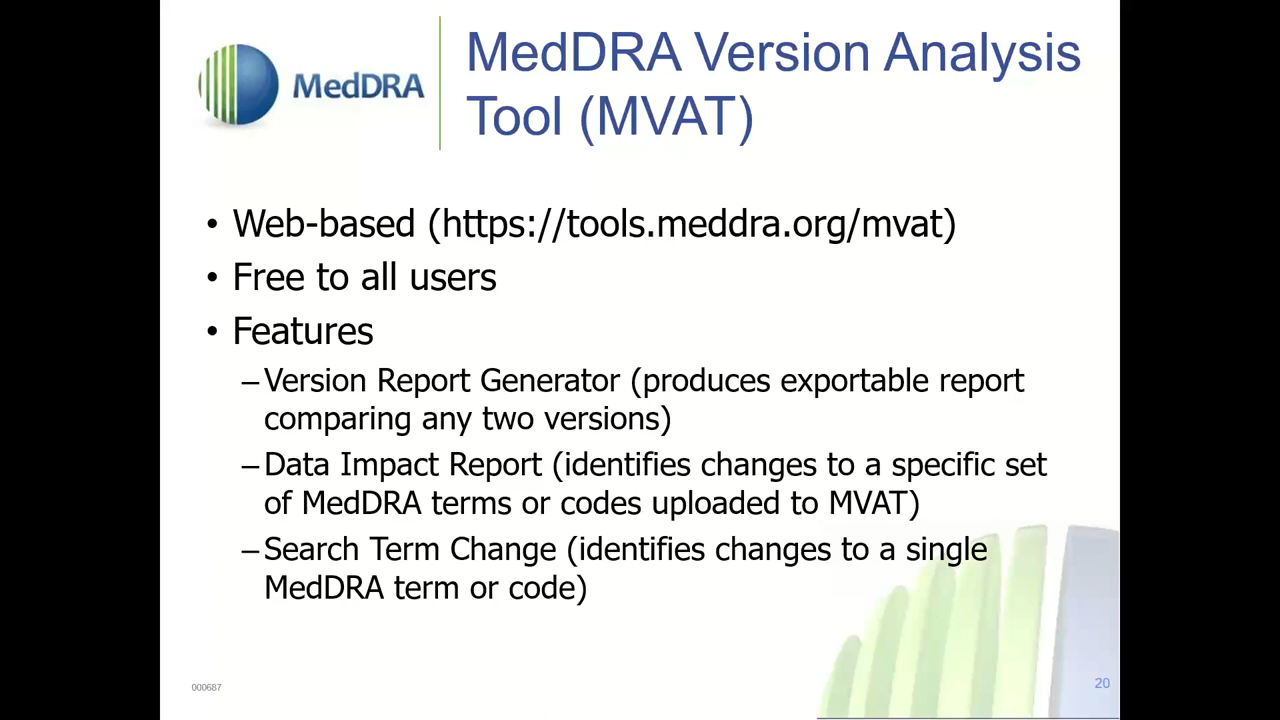 MedDRA
MedDRA Version Analysis
Tool (MVAT)
• Web-based (https://tools.meddra.org/mvat)
• Free to all users
• Features
–Version Report Generator (produces exportable report
comparing any two versions)
–Data Impact Report (identifies changes to a specific set
of MedDRA terms or codes uploaded to MVAT)
–Search Term Change (identifies changes to a single
MedDRA term or code)
000687
20